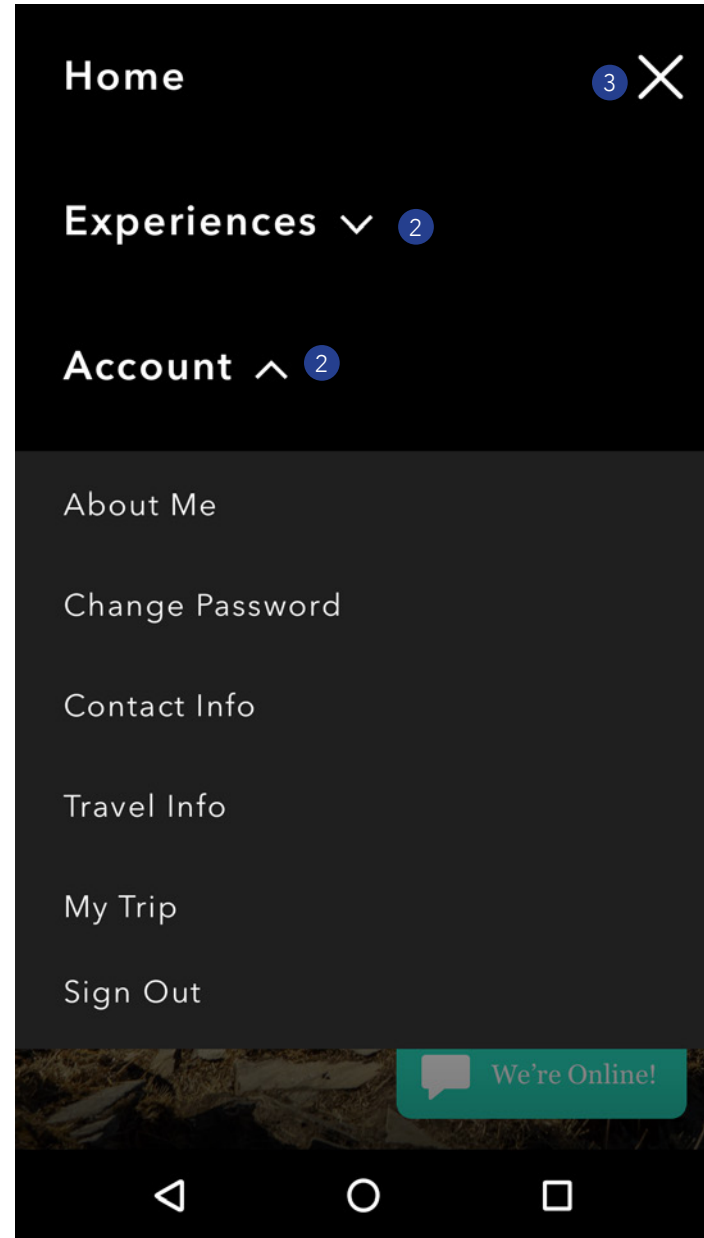 Home 3
Experiences 2
Account 2
About Me
Change Password
Contact Info
Travel Info
My Trip
Sign Out
We're Online!